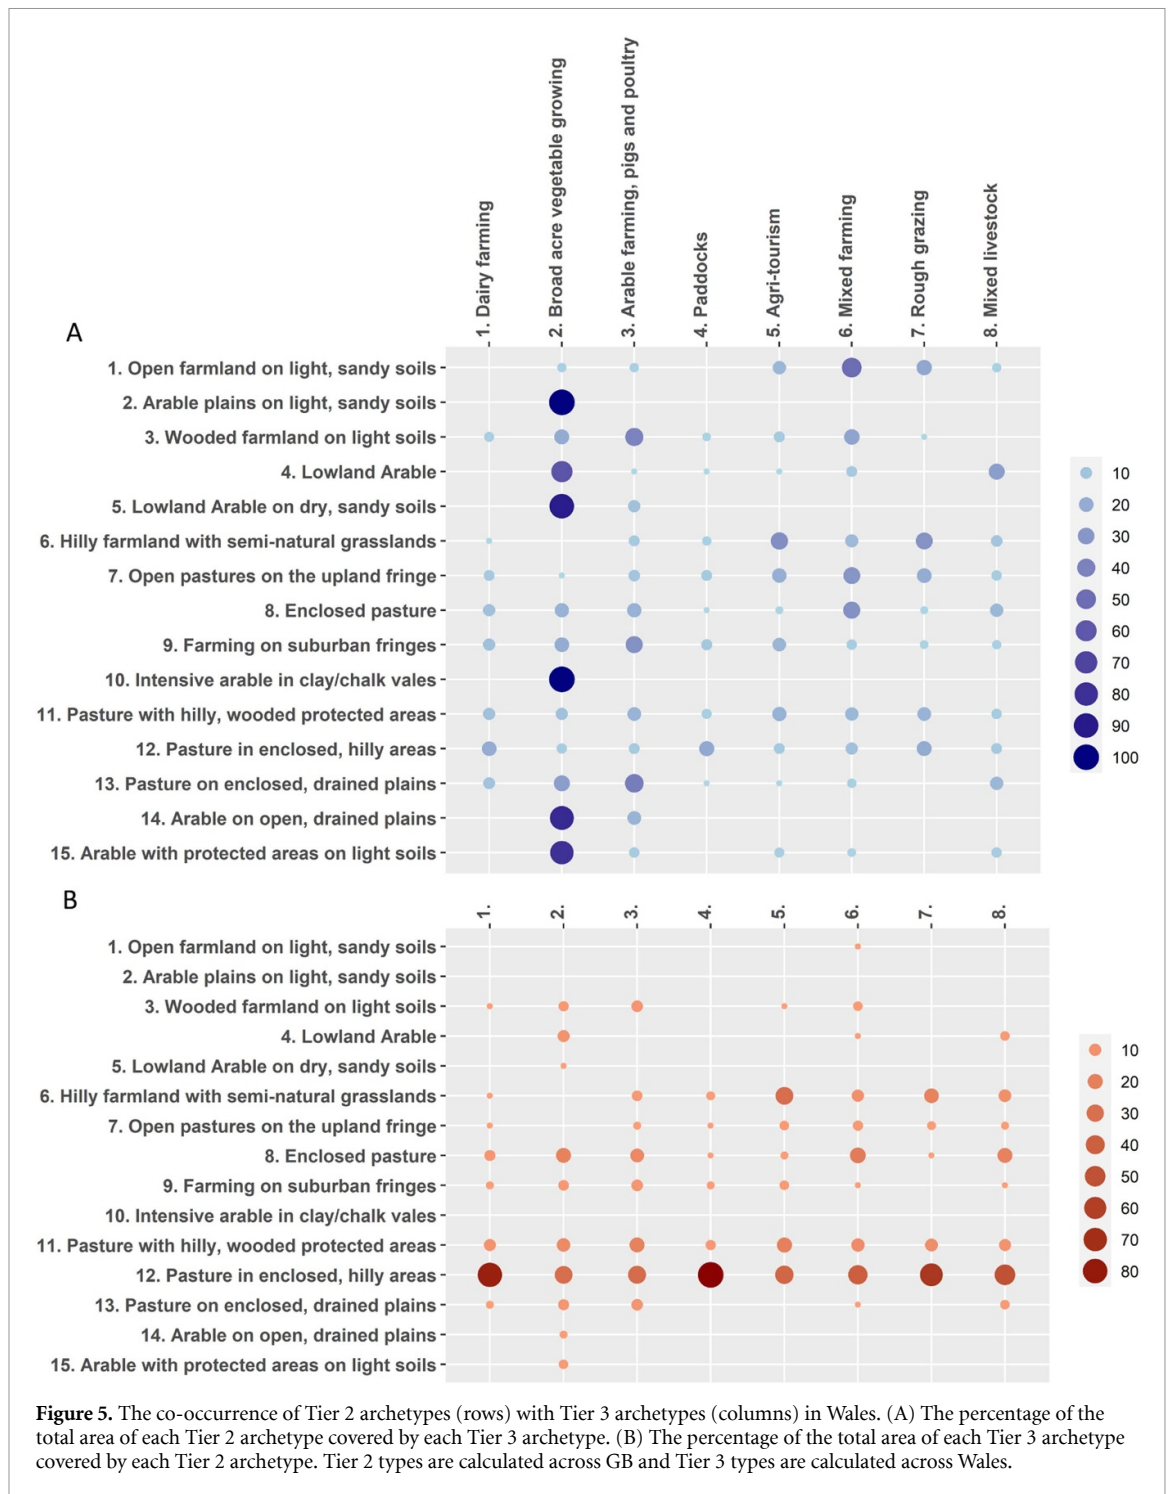 1. Dairy farming
2. Broad acre vegetable growing
3. Arable farming, pigs and poultry
4. Paddocks
5. Agri-tourism
6. Mixed farming
7. Rough grazing
8. Mixed livestock
A
1. Open farmland on light, sandy soils
2. Arable plains on light, sandy soils
3. Wooded farmland on light soils
4. Lowland Arable
5. Lowland Arable on dry, sandy soils
6. Hilly farmland with semi-natural grasslands
7. Open pastures on the upland fringe
8. Enclosed pasture
9. Farming on suburban fringes
10. Intensive arable in clay/chalk vales
11. Pasture with hilly, wooded protected areas
12. Pasture in enclosed, hilly areas
13. Pasture on enclosed, drained plains
14. Arable on open, drained plains
15. Arable with protected areas on light soils
10
20
30
40
50
60
70
80
90
100
B
1.
2.
3.
4.
5.
6.
7.
8.
1. Open farmland on light, sandy soils
2. Arable plains on light, sandy soils
3. Wooded farmland on light soils
4. Lowland Arable
5. Lowland Arable on dry, sandy soils
6. Hilly farmland with semi-natural grasslands
7. Open pastures on the upland fringe
8. Enclosed pasture
9. Farming on suburban fringes
10. Intensive arable in clay/chalk vales
11. Pasture with hilly, wooded protected areas
12. Pasture in enclosed, hilly areas
13. Pasture on enclosed, drained plains
14. Arable on open, drained plains
15. Arable with protected areas on light soils
10
20
30
40
50
60
70
80
Figure 5. The co-occurrence of Tier 2 archetypes (rows) with Tier 3 archetypes (columns) in Wales. (A) The percentage of the
total area of each Tier 2 archetype covered by each Tier 3 archetype. (B) The percentage of the total area of each Tier 3 archetype
covered by each Tier 2 archetype. Tier 2 types are calculated across GB and Tier 3 types are calculated across Wales.